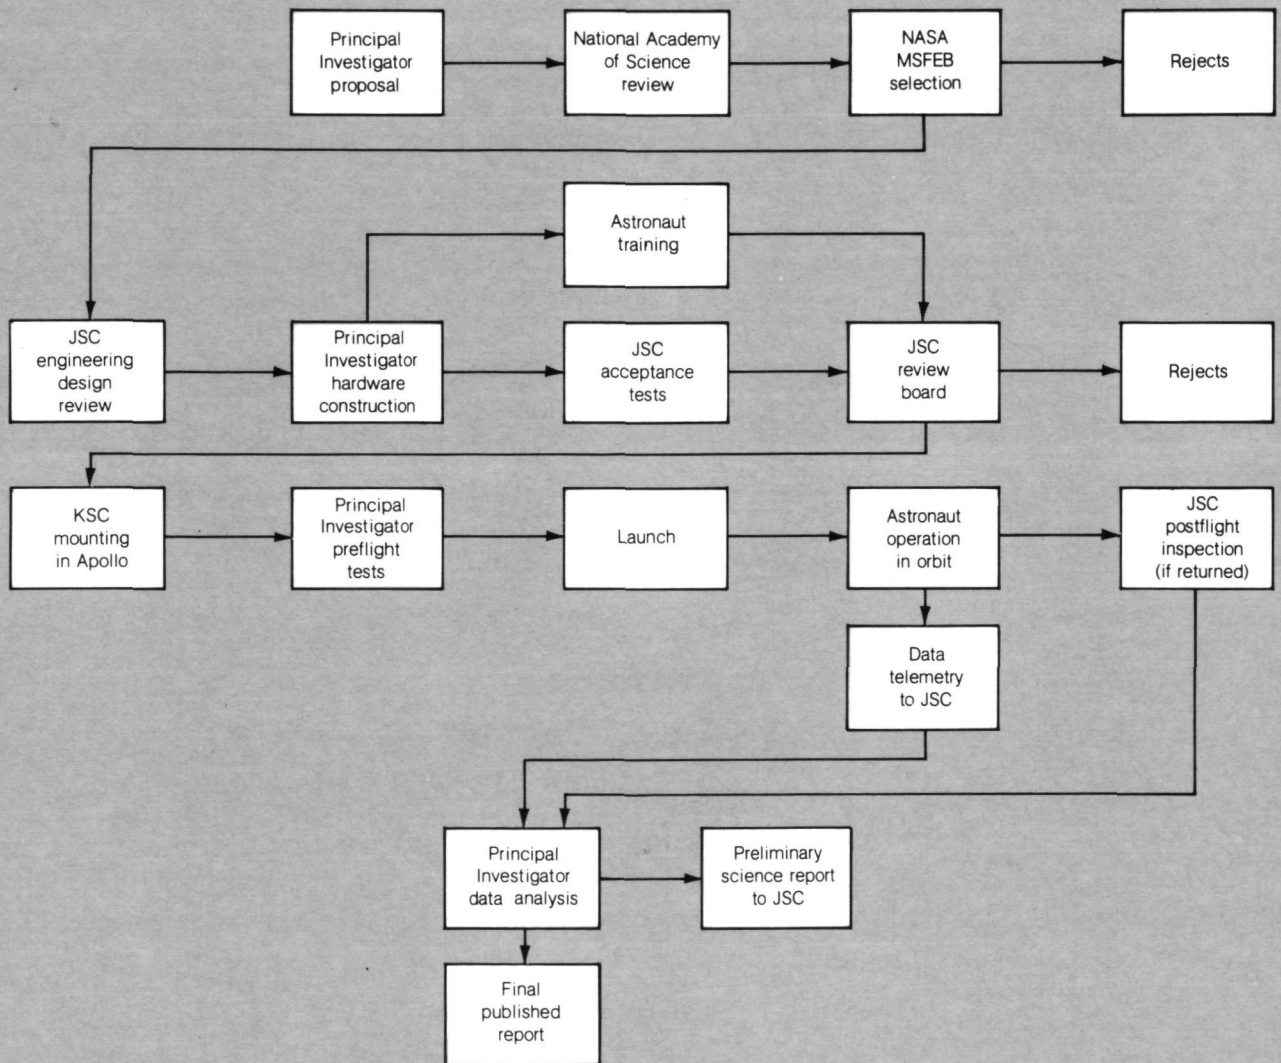 Principal
Investigator
proposal
National Academy
of Science
review
NASA
MSFEB
selection
Rejects
Astronaut
training
JSC
engineering
design
review
Principal
Investigator
hardware
construction
JSC
acceptance
tests
JSC
review
board
Rejects
KSC
mounting
in Apollo
Principal
Investigator
preflight
tests
Launch
Astronaut
operation
in orbit
JSC
postflight
inspection
(if returned)
Data
telemetry
to JSC
Principal
Investigator
data analysis
Preliminary
science report
to JSC
Final
published
report